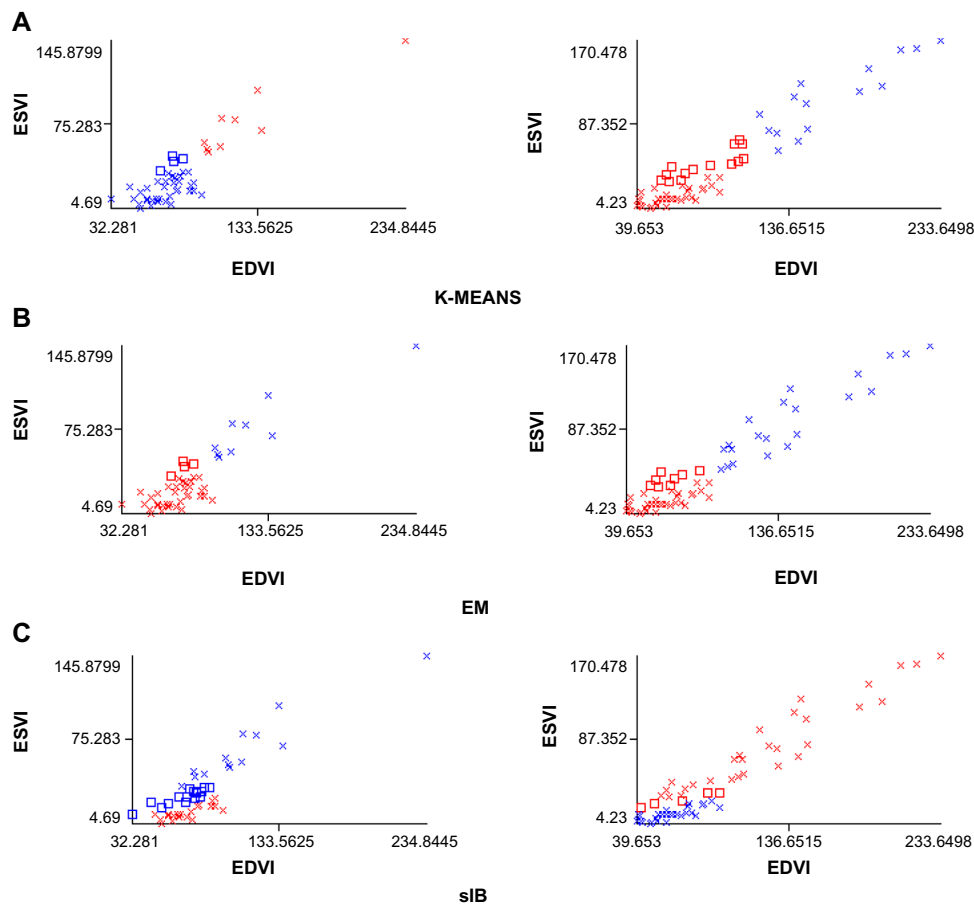 A
145.8799
ESVI
75.283
4.69
32.281
133.5625
234.8445
EDVI
170.478
ESVI
87.352
4.23
39.653
136.6515
233.6498
EDVI
K-MEANS
B
145.8799
ESVI
75.283
4.69
32.281
133.5625
234.8445
EDVI
170.478
ESVI
87.352
4.23
39.653
136.6515
233.6498
EDVI
EM
C
145.8799
ESVI
75.283
4.69
32.281
133.5625
234.8445
EDVI
170.478
ESVI
87.352
4.23
39.653
136.6515
233.6498
EDVI
sIB